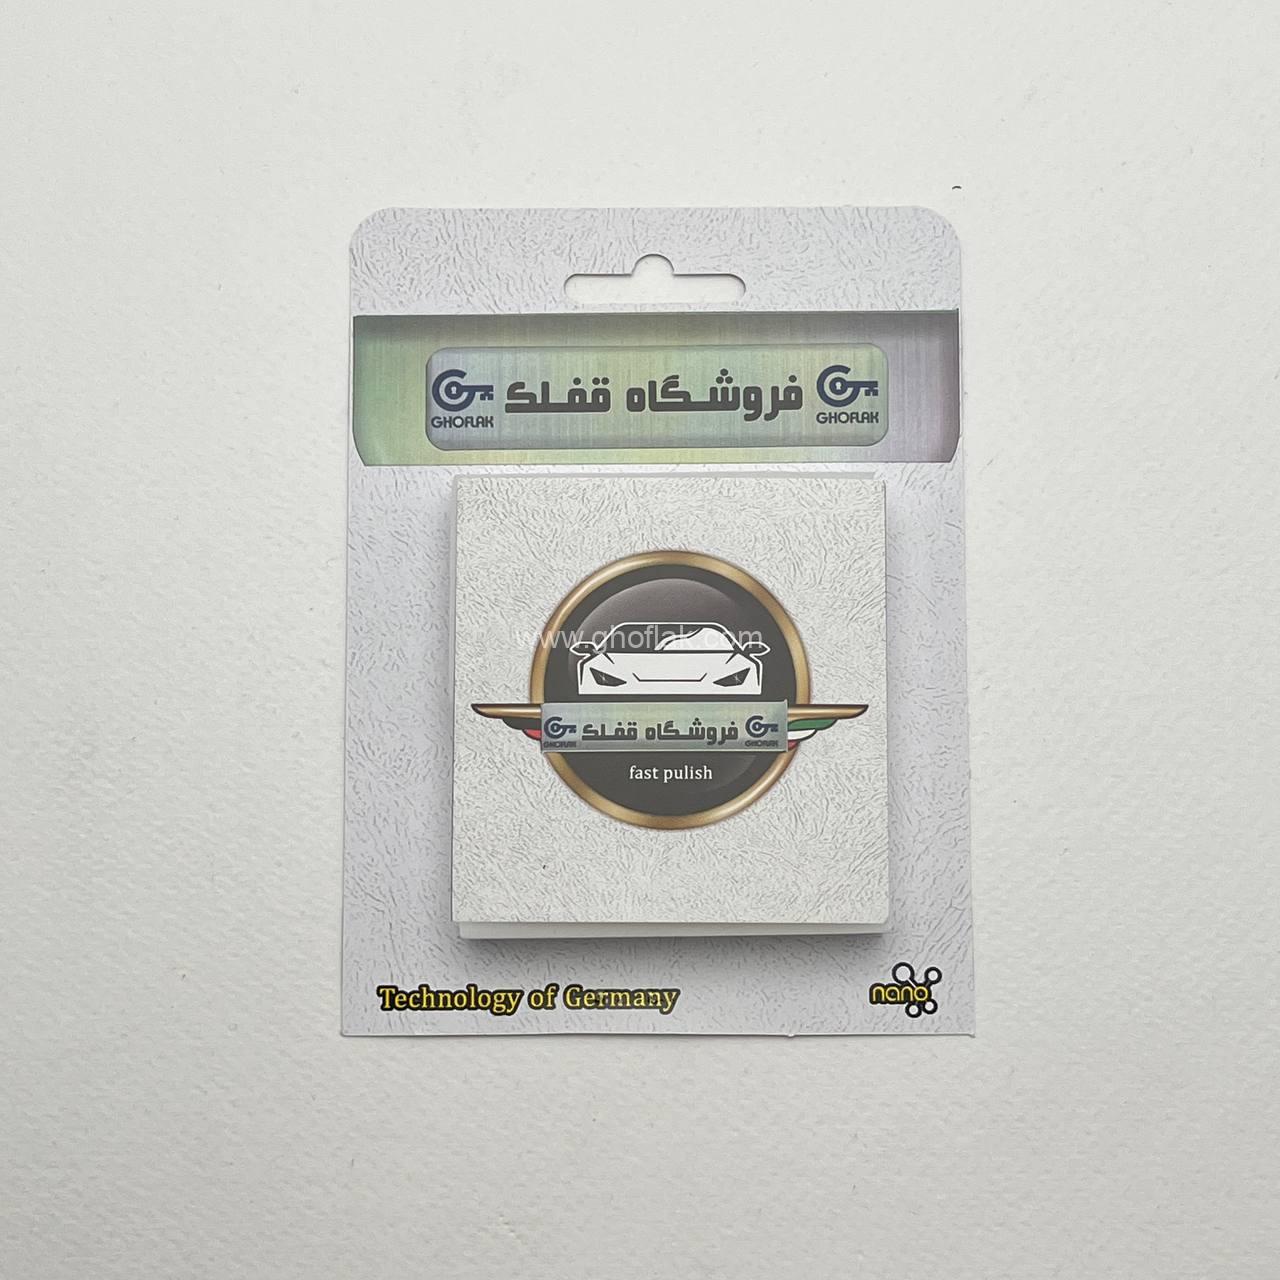 فروشگاه قفلک
GHOFLAK
GHOFLAK
www.ghoflak.com
فروشگاه قفلک
GHOFLAK
GHOFLAK
fast pulish
Technology of Germany
nano